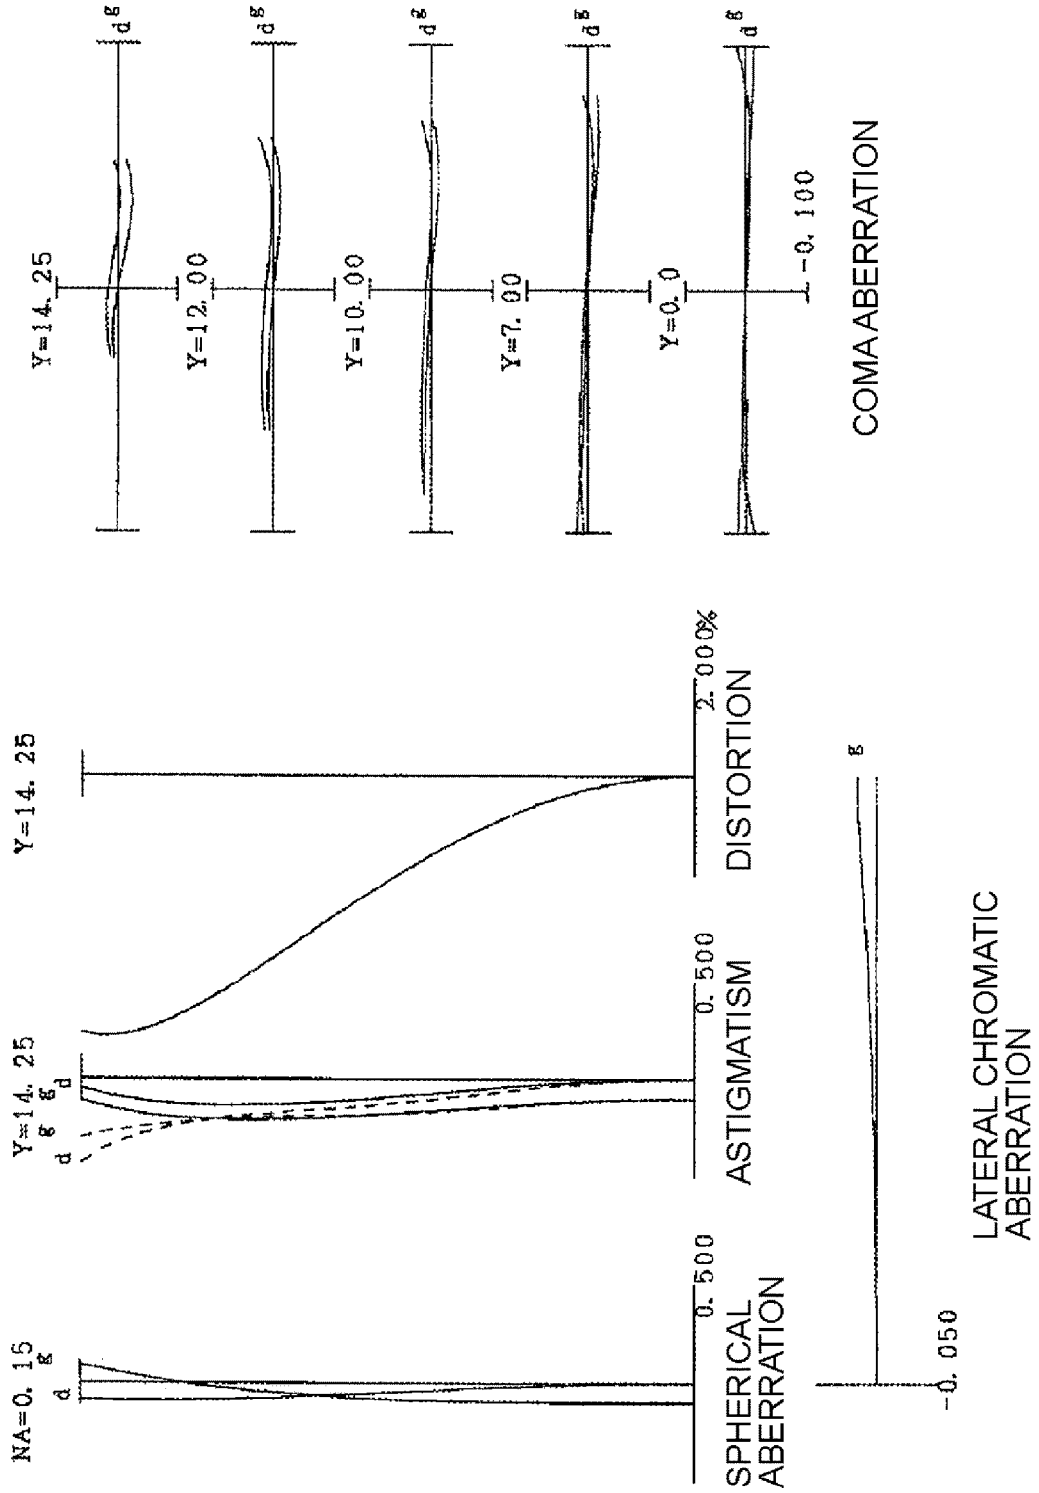 NA=0.15
d
g
0.500
SPHERICAL
ABERRATION
Y=14.25
d
g
g
d
0.500
ASTIGMATISM
Y=14.25
2.000%
DISTORTION
Y=14.25
d g
Y=12.00
d g
Y=10.00
d g
Y=7.00
d g
Y=0.0
d g
-0.100
COMA ABERRATION
g
-0.050
LATERAL CHROMATIC
ABERRATION